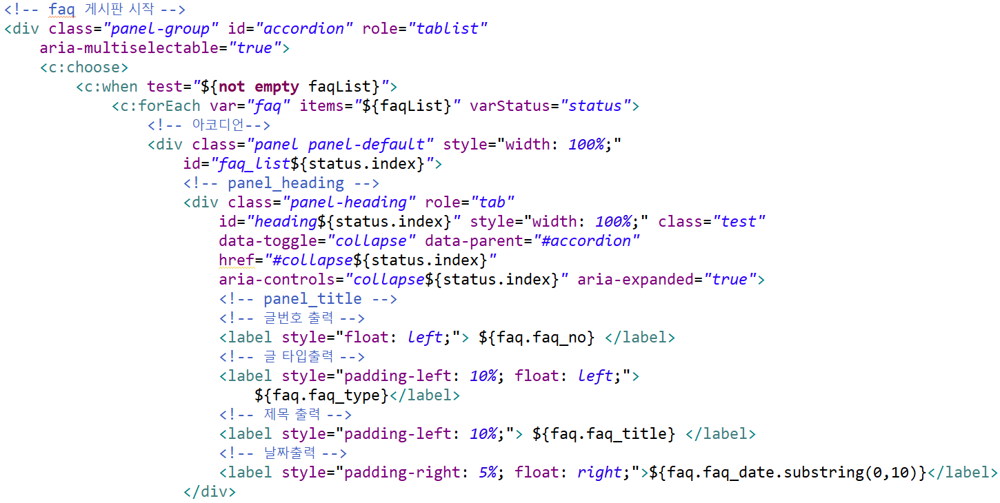 <!-- faq 게시판 시작 -->
<div class="panel-group" id="accordion" role="tablist"
aria-multiselectable="true">
<c:choose>
<c:when test="${not empty faqList}">
<c:forEach var="faq" items="${faqList}" varStatus="status">
<!-- 아코디언-->
<div class="panel panel-default" style="width: 100%;"
id="faq_list${status.index}">
<!-- panel_heading -->
<div class="panel-heading" role="tab"
id="heading${status.index}" style="width: 100%;" class="test"
data-toggle="collapse" data-parent="#accordion"
href="#collapse${status.index}"
aria-controls="collapse${status.index}" aria-expanded="true">
<!-- panel_title -->
<!-- 글번호 출력 -->
<label style="float: left;"> ${faq.faq_no} </label>
<!-- 글 타입출력 -->
<label style="padding-left: 10%; float: left;">
${faq.faq_type}</label>
<!-- 제목 출력 -->
<label style="padding-left: 10%;"> ${faq.faq_title} </label>
<!-- 날짜출력 -->
<label style="padding-right: 5%; float: right;">${faq.faq_date.substring(0,10)}</label>
</div>